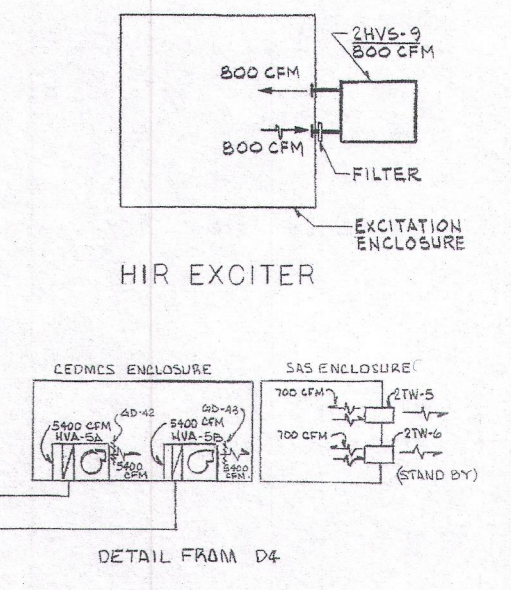 2HVS-9
800 CFM
800 CFM
800 CFM
FILTER
EXCITATION
ENCLOSURE
HIR EXCITER
CEDMCS ENCLOSURE
5400 CFM
HVA-5A
GD-42
5400
CFM
5400 CFM
HVA-5B
GD-43
5400
CFM.
SAS ENCLOSURE
700 CFM
2TW-5
700 CFM
2TW-6
(STAND BY)
DETAIL FROM D4